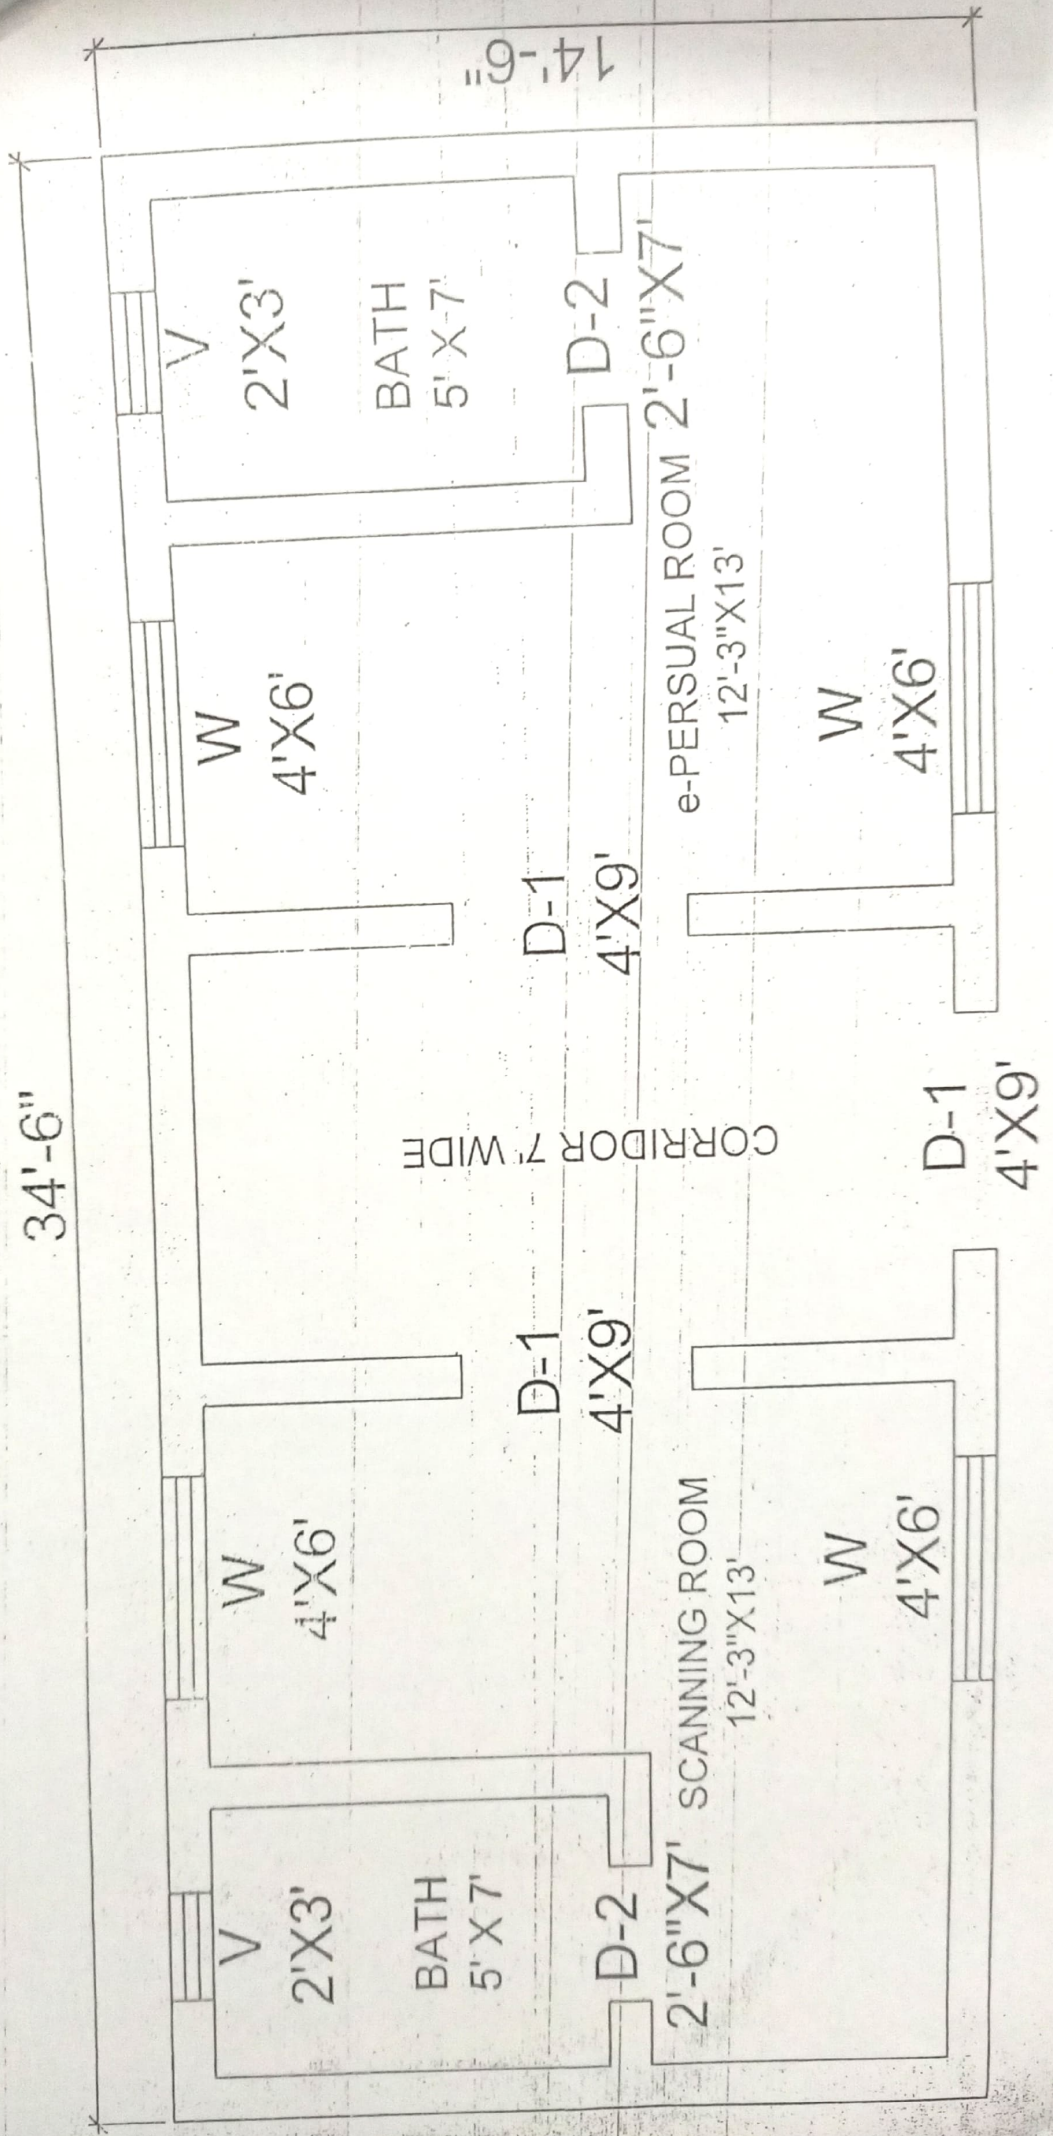 34'-6"
14'-6"
V
2'X3'
BATH
5' X 7'
D-2
2'-6"X7'
W
4'X6'
SCANNING ROOM
12'-3"X13'
W
4'X6'
D-1
4'X9'
CORRIDOR 7' WIDE
D-1
4'X9'
D-1
4'X9'
W
4'X6'
e-PERSUAL ROOM
12'-3"X13'
W
4'X6'
V
2'X3'
BATH
5' X 7'
D-2
2'-6"X7'